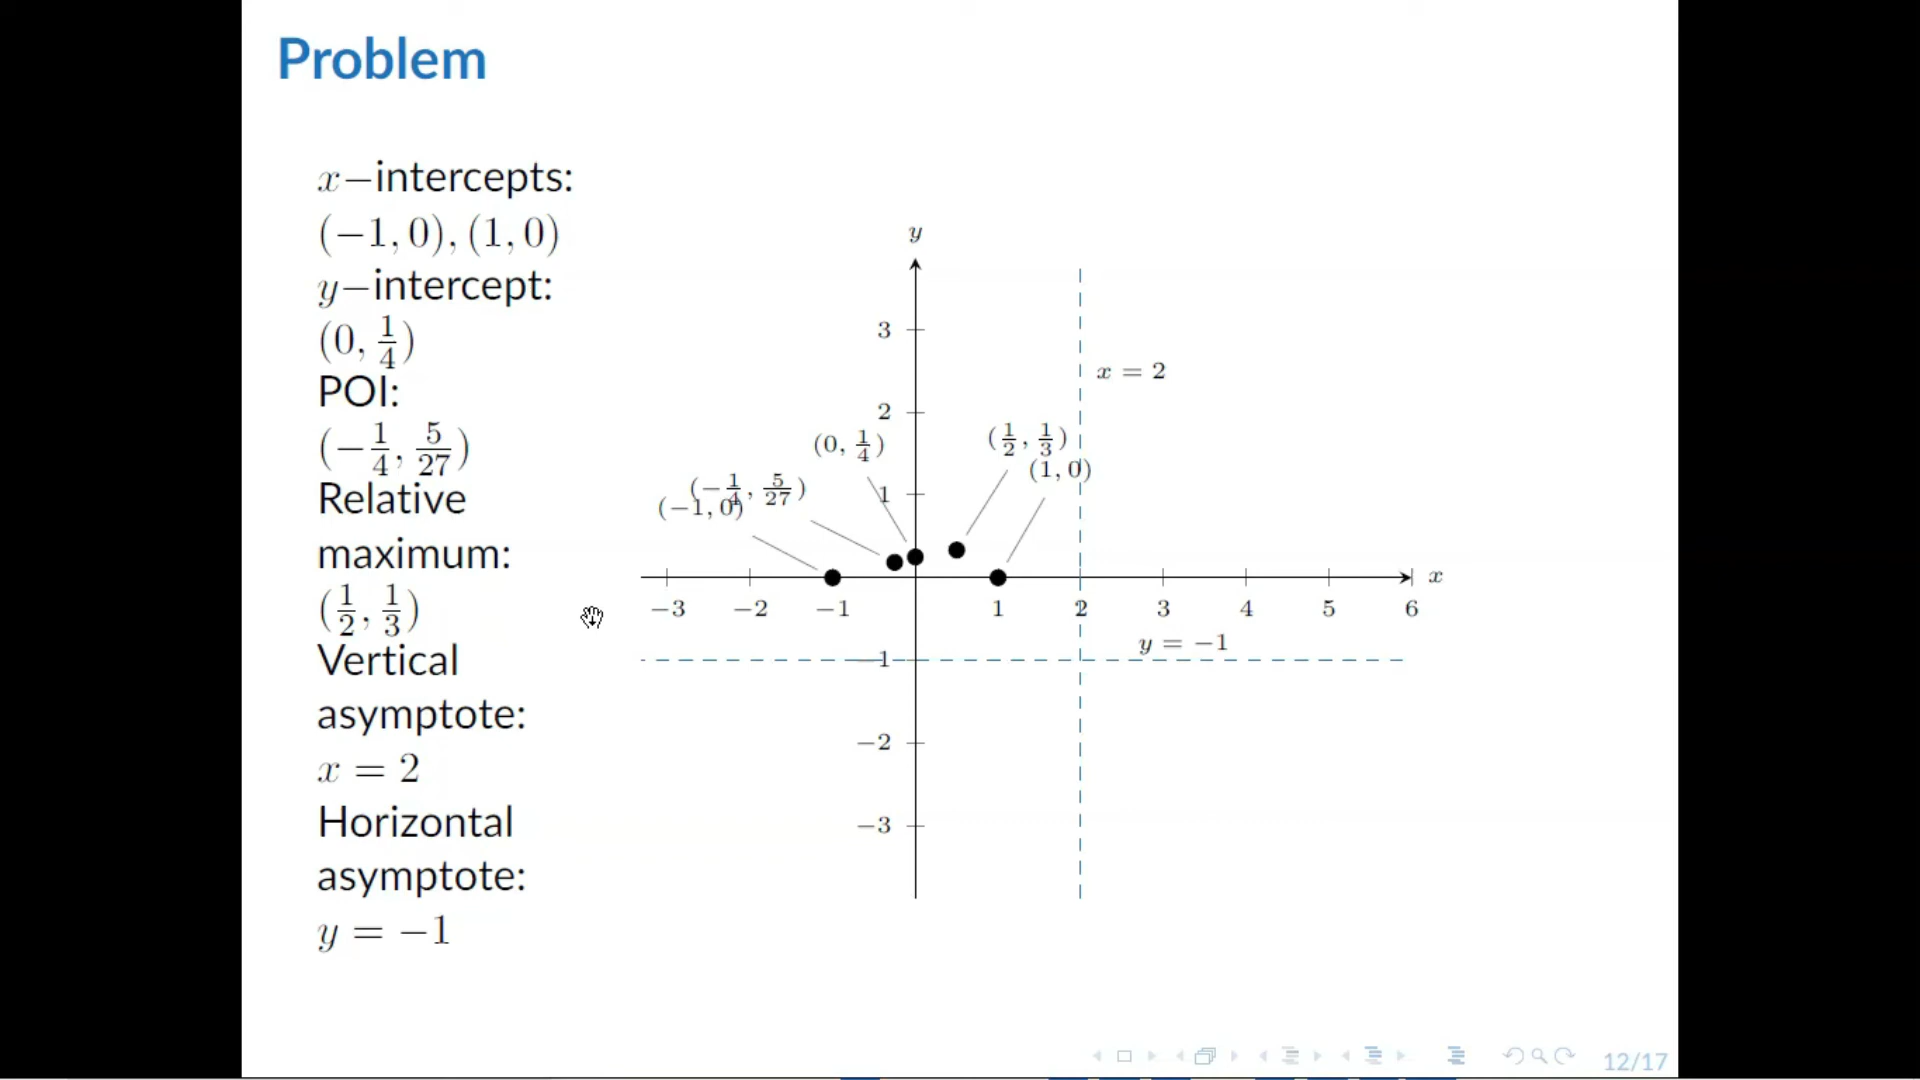 Problem
x−intercepts:
(−1, 0), (1, 0)
y−intercept:
(0, 1/4)
POI:
(−1/4, 5/27)
Relative
maximum:
(1/2, 1/3)
Vertical
asymptote:
x = 2
Horizontal
asymptote:
y = −1
y
3
x = 2
2
(0, 1/4)
(1/2, 1/3)
(1, 0)
(−1/4, 5/27)
1
(−1, 0)
x
−3 −2 −1 1 2 3 4 5 6
y = −1
−1
−2
−3
12/17